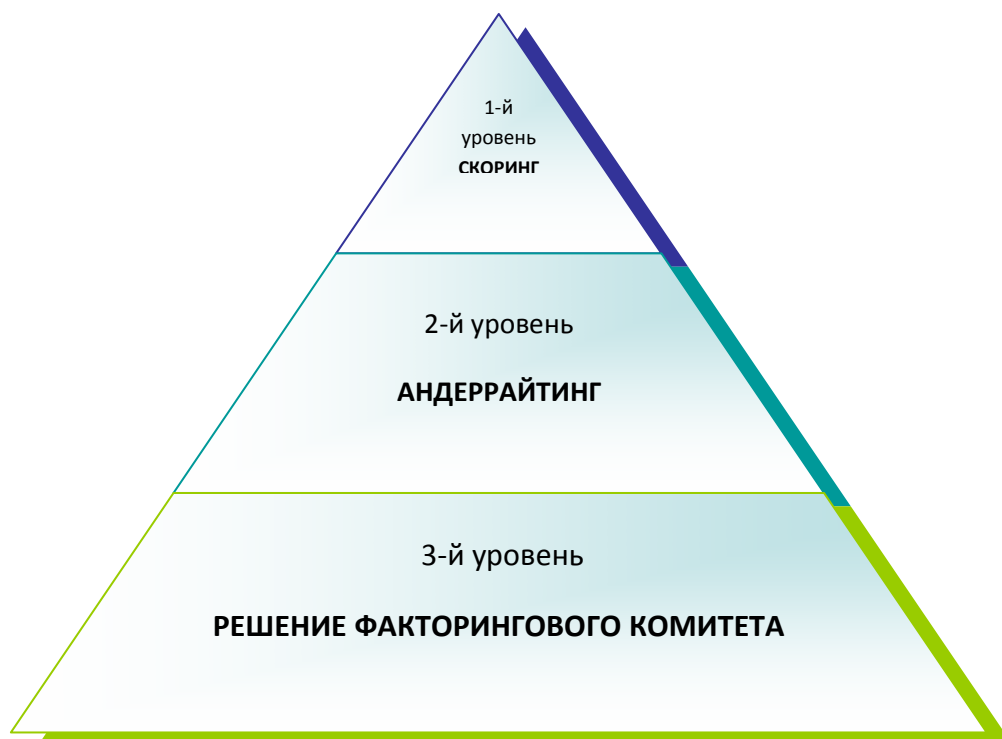 1-й
уровень
СКОРИНГ
2-й уровень
АНДЕРРАЙТИНГ
3-й уровень
РЕШЕНИЕ ФАКТОРИНГОВОГО КОМИТЕТА